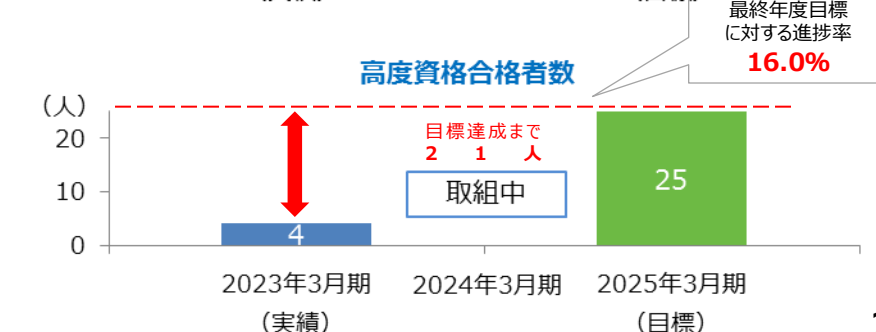 最終年度目標
に対する進捗率
16.0%
高度資格合格者数
(人)
20
10
0
目標達成まで
21人
取組中
4
25
2023年3月期
(実績)
2024年3月期
2025年3月期
(目標)